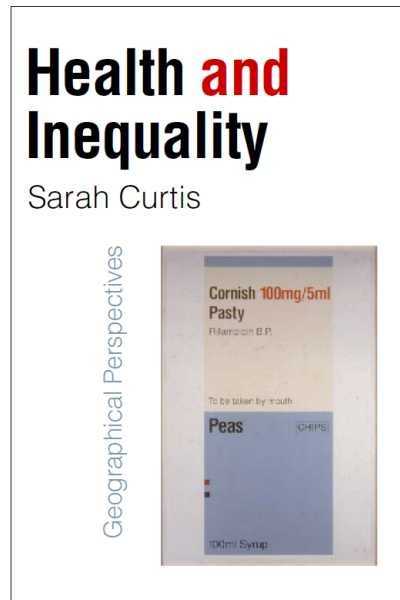 Health and
Inequality
Sarah Curtis
Geographical Perspectives
Cornish 100mg/5ml
Pasty
Rifampicin B.P.
To be taken by mouth
Peas CHIPS
100ml Syrup